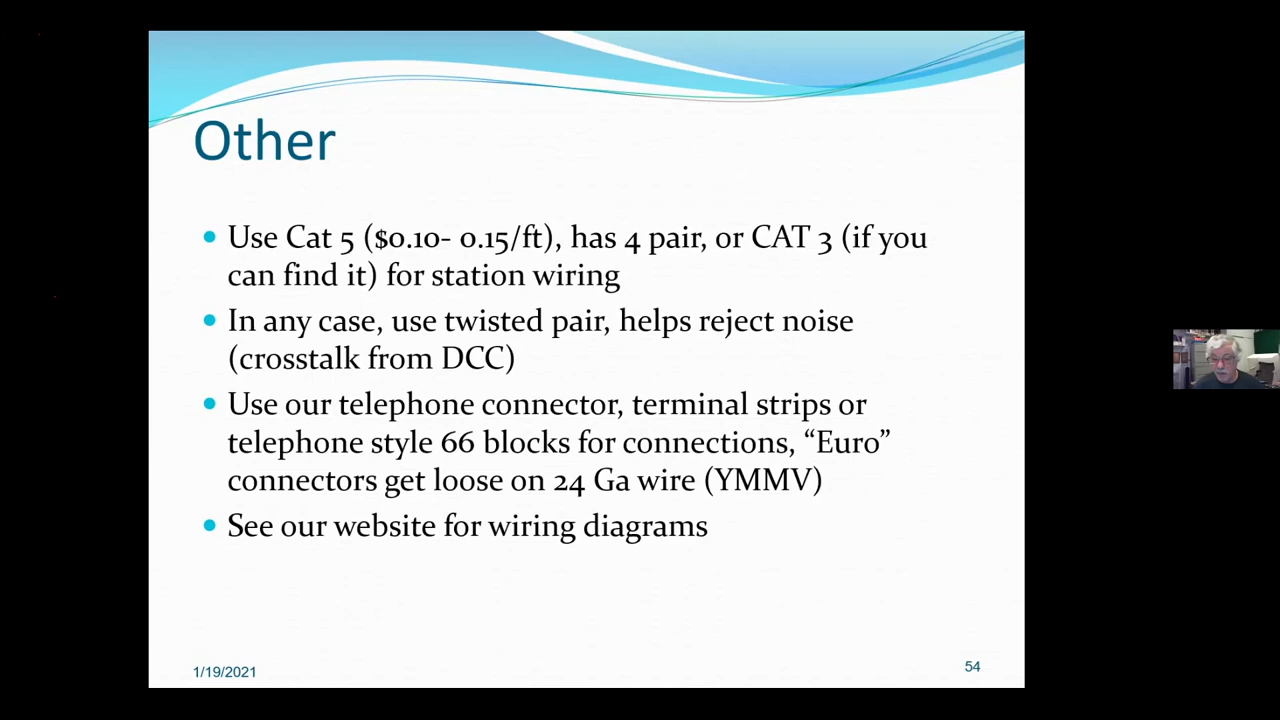 Other
Use Cat 5 ($0.10- 0.15/ft), has 4 pair, or CAT 3 (if you
can find it) for station wiring
In any case, use twisted pair, helps reject noise
(crosstalk from DCC)
Use our telephone connector, terminal strips or
telephone style 66 blocks for connections, “Euro”
connectors get loose on 24 Ga wire (YMMV)
See our website for wiring diagrams
1/19/2021
54